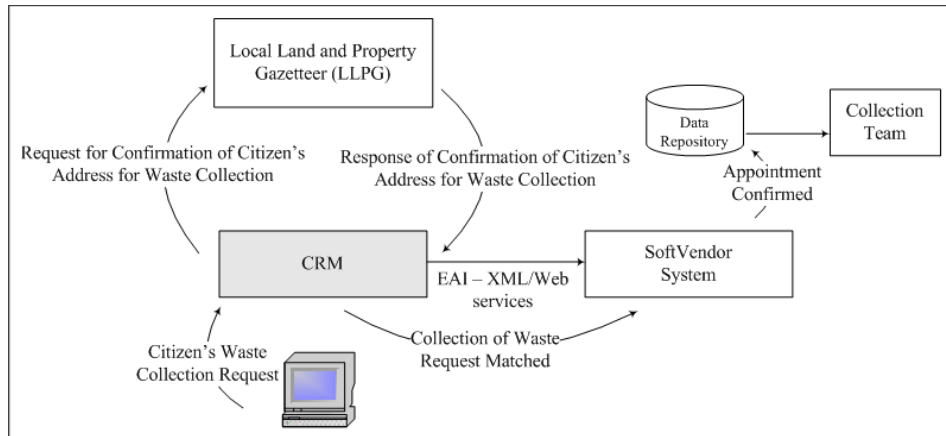 Local Land and Property
Gazetteer (LLPG)
Data
Repository
Collection
Team
Request for Confirmation of Citizen's
Address for Waste Collection
Response of Confirmation of Citizen's
Address for Waste Collection
Appointment
Confirmed
CRM
EAI – XML/Web
services
SoftVendor
System
Citizen's Waste
Collection Request
Collection of Waste
Request Matched